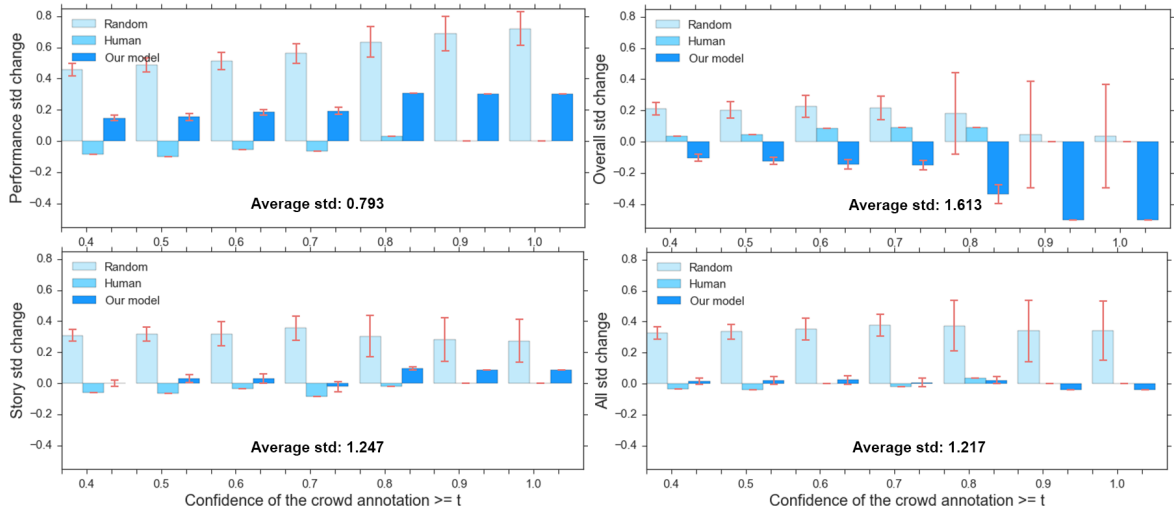 Performance std change
0.8
0.6
0.4
0.2
0.0
−0.2
−0.4
Random
Human
Our model
Average std: 0.793
0.4 0.5 0.6 0.7 0.8 0.9 1.0
Overall std change
0.8
0.6
0.4
0.2
0.0
−0.2
−0.4
Random
Human
Our model
Average std: 1.613
0.4 0.5 0.6 0.7 0.8 0.9 1.0
Story std change
0.8
0.6
0.4
0.2
0.0
−0.2
−0.4
Random
Human
Our model
Average std: 1.247
0.4 0.5 0.6 0.7 0.8 0.9 1.0
Confidence of the crowd annotation >= t
All std change
0.8
0.6
0.4
0.2
0.0
−0.2
−0.4
Random
Human
Our model
Average std: 1.217
0.4 0.5 0.6 0.7 0.8 0.9 1.0
Confidence of the crowd annotation >= t